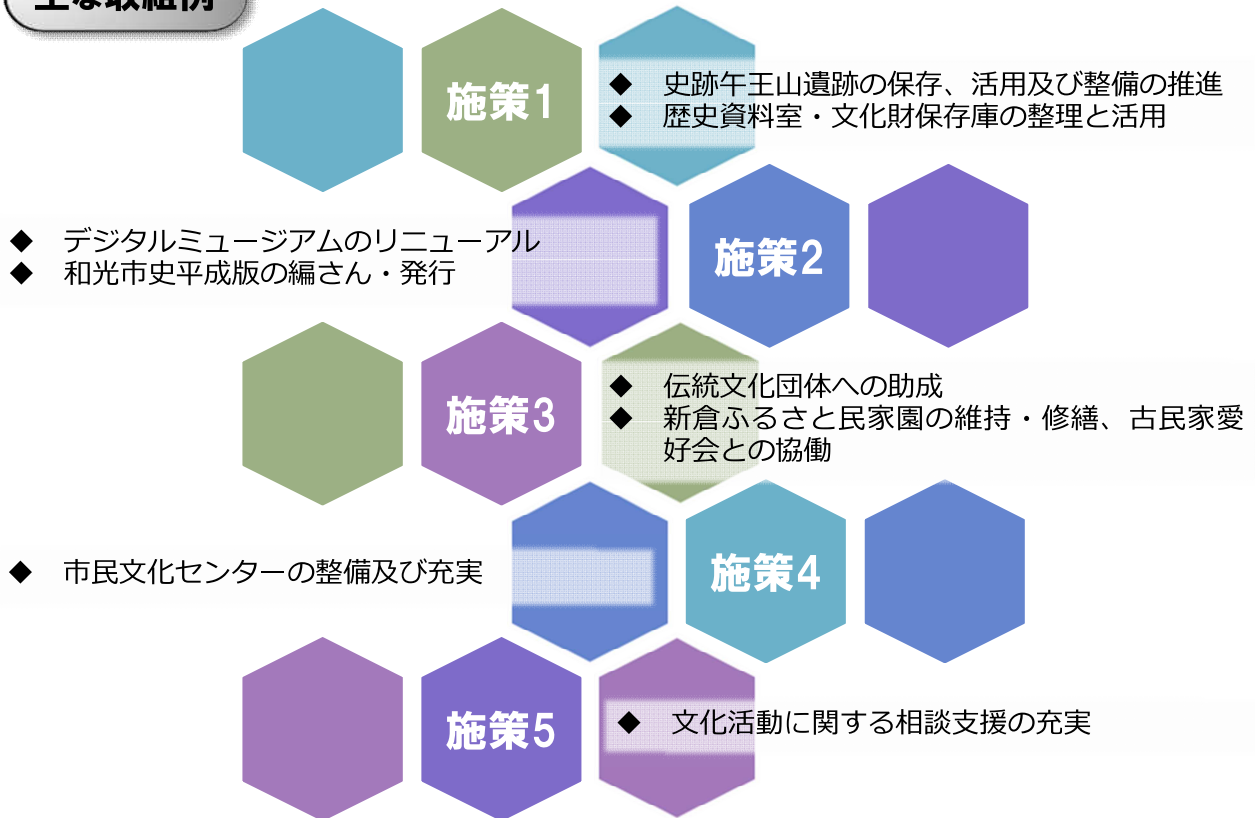 主な取組例
施策1
◆ 史跡午王山遺跡の保存、活用及び整備の推進
◆ 歴史資料室・文化財保存庫の整理と活用
◆ デジタルミュージアムのリニューアル
◆ 和光市史平成版の編さん・発行
施策2
施策3
◆ 伝統文化団体への助成
◆ 新倉ふるさと民家園の維持・修繕、古民家愛
好会との協働
◆ 市民文化センターの整備及び充実
施策4
施策5
◆ 文化活動に関する相談支援の充実